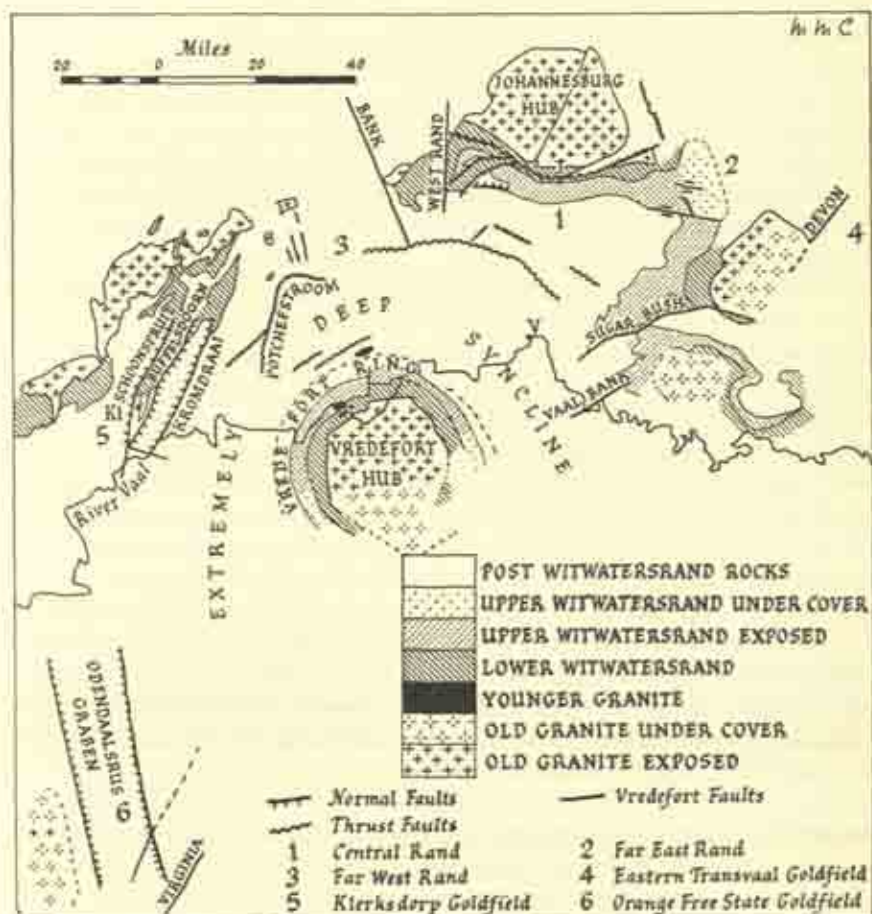 h. h. C
Miles
20 0 20 40
JOHANNESBURG
HUB
BANK
WEST RAND
2
1
DEVON
4
3
6
POTCHEFSTROOM
DEEP
SYNCLINE
SUGAR BUSH
V
VAAL BANK
SCHOONSPRUIT
BUFFELSDOORN
KROMDRAAI
Kl
5
River Vaal
EXTREMELY
VREDEFORT RING
VREDEFORT
HUB
POST WITWATERSRAND ROCKS
UPPER WITWATERSRAND UNDER COVER
UPPER WITWATERSRAND EXPOSED
LOWER WITWATERSRAND
YOUNGER GRANITE
OLD GRANITE UNDER COVER
OLD GRANITE EXPOSED
ODENDAALSRUS
GRABEN
6
VIRGINIA
Normal Faults
Vredefort Faults
Thrust Faults
1 Central Rand
2 Far East Rand
3 Far West Rand
4 Eastern Transvaal Goldfield
5 Klerksdorp Goldfield
6 Orange Free State Goldfield